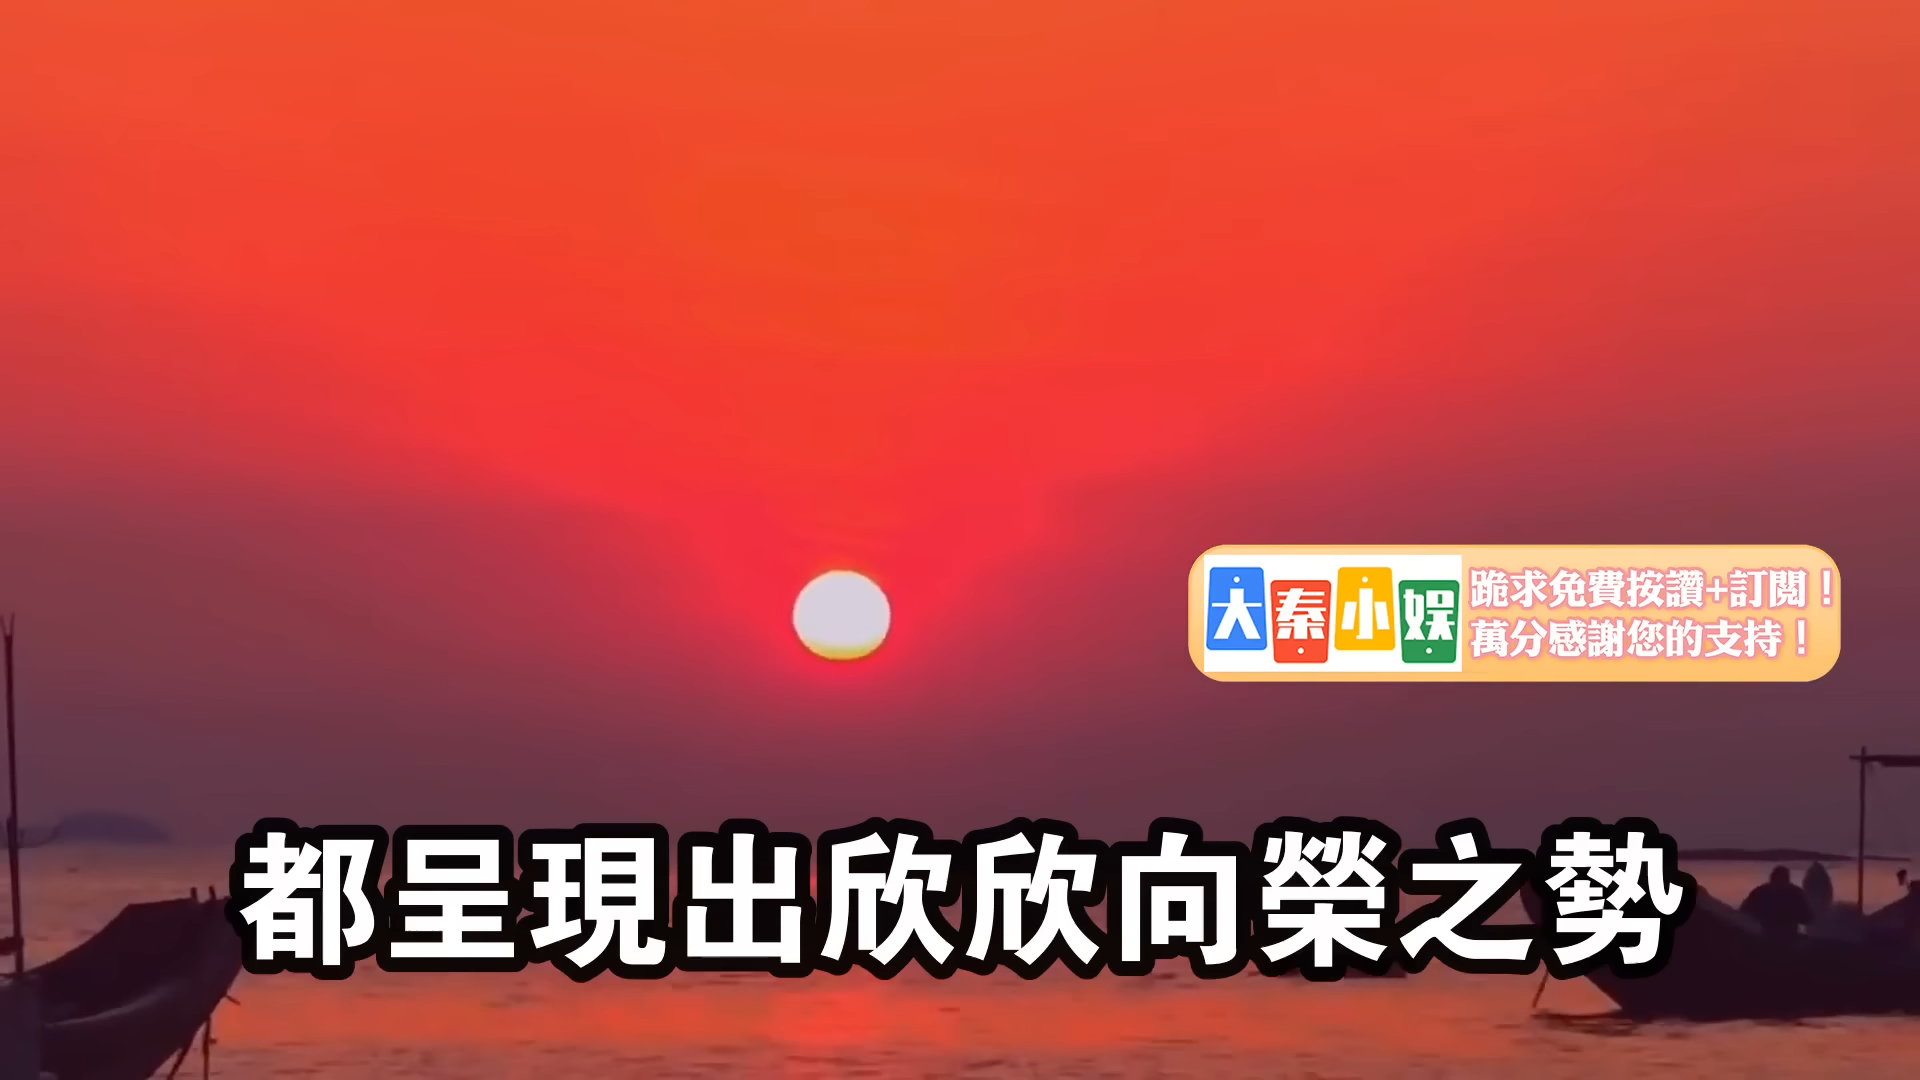 大秦小娱
跪求免費按讚+訂閱！
萬分感謝您的支持！
都呈現出欣欣向榮之勢